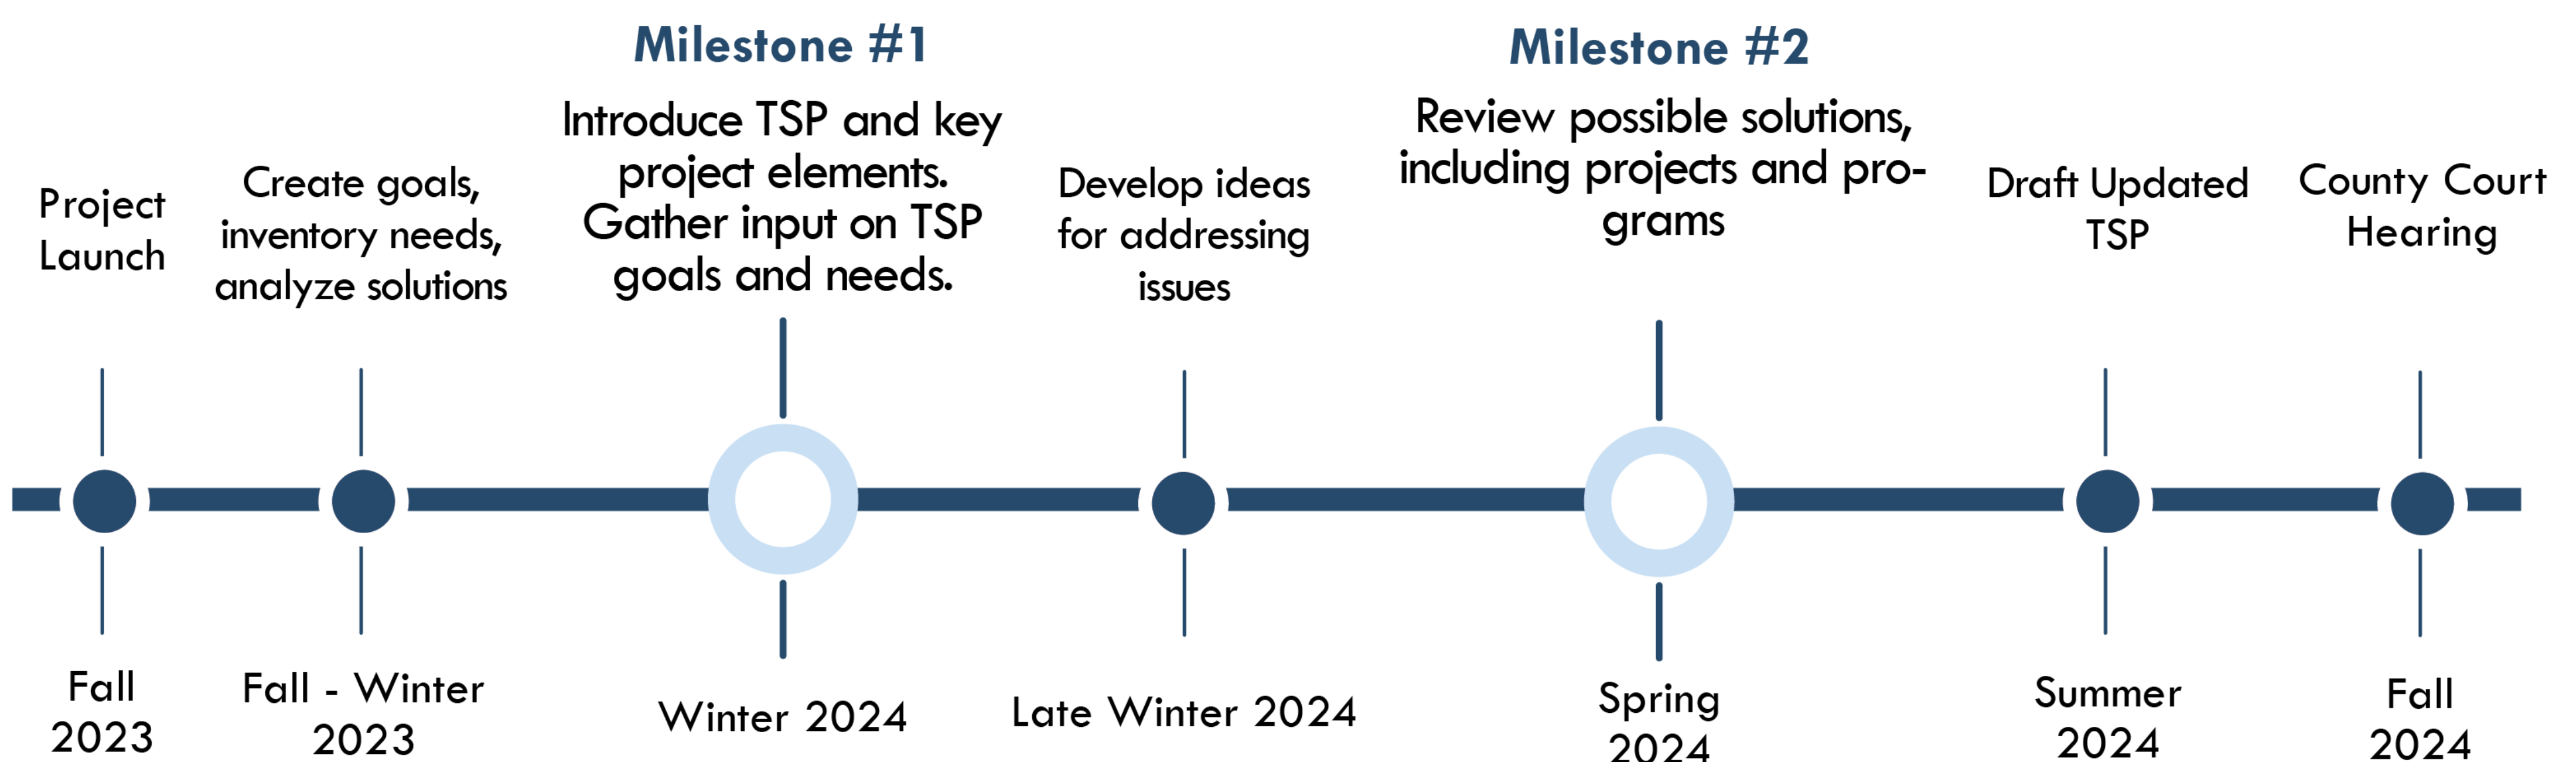 Project
Launch
Fall
2023
Create goals,
inventory needs,
analyze solutions
Fall - Winter
2023
Milestone #1
Introduce TSP and key
project elements.
Gather input on TSP
goals and needs.
Winter 2024
Develop ideas
for addressing
issues
Late Winter 2024
Milestone #2
Review possible solutions,
including projects and pro-
grams
Spring
2024
Draft Updated
TSP
Summer
2024
County Court
Hearing
Fall
2024